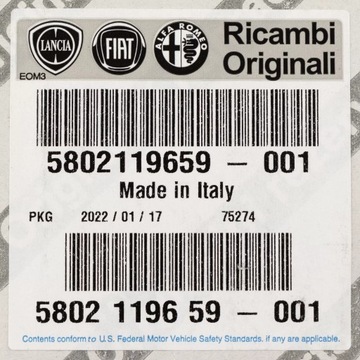 LANCIA FIAT ALFA ROMEO
Ricambi
Originali
EOM3
5802119659 - 001
Made in Italy
PKG 2022/01/17 75274
5802 1196 59 - 001
Contents conform to U.S. Federal Motor Vehicle Safety Standards, if any are applicable.